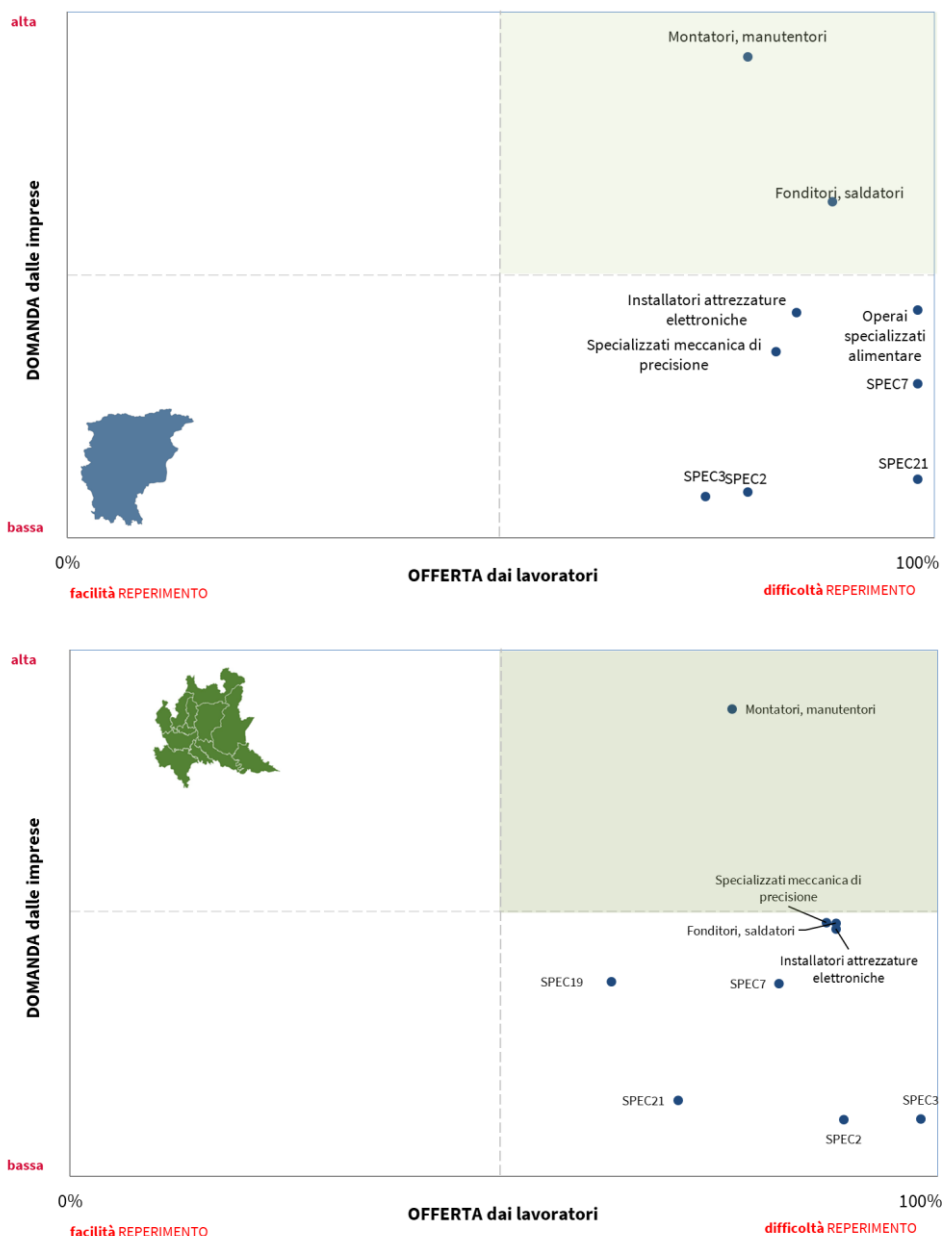 alta
Montatori, manutentori
Fonditori, saldatori
DOMANDA dalle imprese
Installatori attrezzature
elettroniche
Operai
specializzati
alimentare
Specializzati meccanica di
precisione
SPEC7
SPEC21
SPEC3
SPEC2
bassa
0%
100%
OFFERTA dai lavoratori
facilità REPERIMENTO
difficoltà REPERIMENTO
alta
Montatori, manutentori
DOMANDA dalle imprese
Specializzati meccanica di
precisione
Fonditori, saldatori
Installatori attrezzature
elettroniche
SPEC19
SPEC7
SPEC21
SPEC3
SPEC2
bassa
0%
100%
OFFERTA dai lavoratori
facilità REPERIMENTO
difficoltà REPERIMENTO